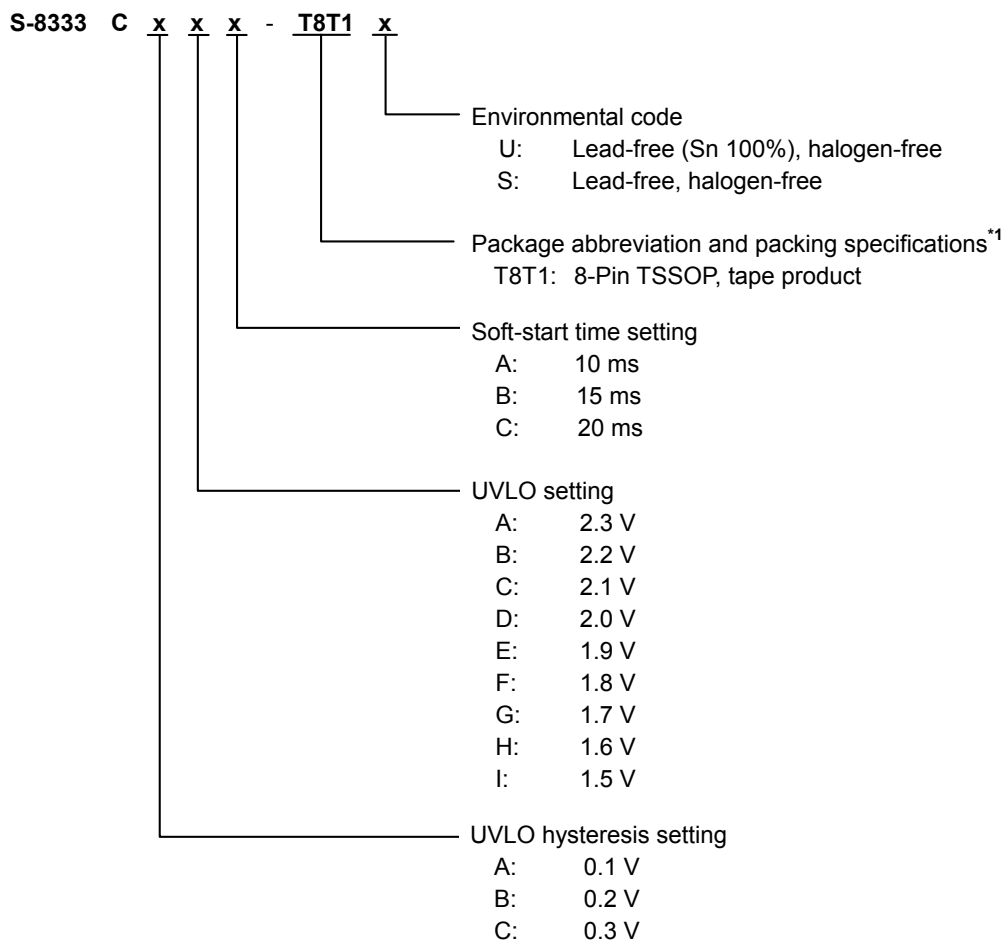 S-8333 C x x x - T8T1 x
Environmental code
U: Lead-free (Sn 100%), halogen-free
S: Lead-free, halogen-free
Package abbreviation and packing specifications*1
T8T1: 8-Pin TSSOP, tape product
Soft-start time setting
A: 10 ms
B: 15 ms
C: 20 ms
UVLO setting
A: 2.3 V
B: 2.2 V
C: 2.1 V
D: 2.0 V
E: 1.9 V
F: 1.8 V
G: 1.7 V
H: 1.6 V
I: 1.5 V
UVLO hysteresis setting
A: 0.1 V
B: 0.2 V
C: 0.3 V